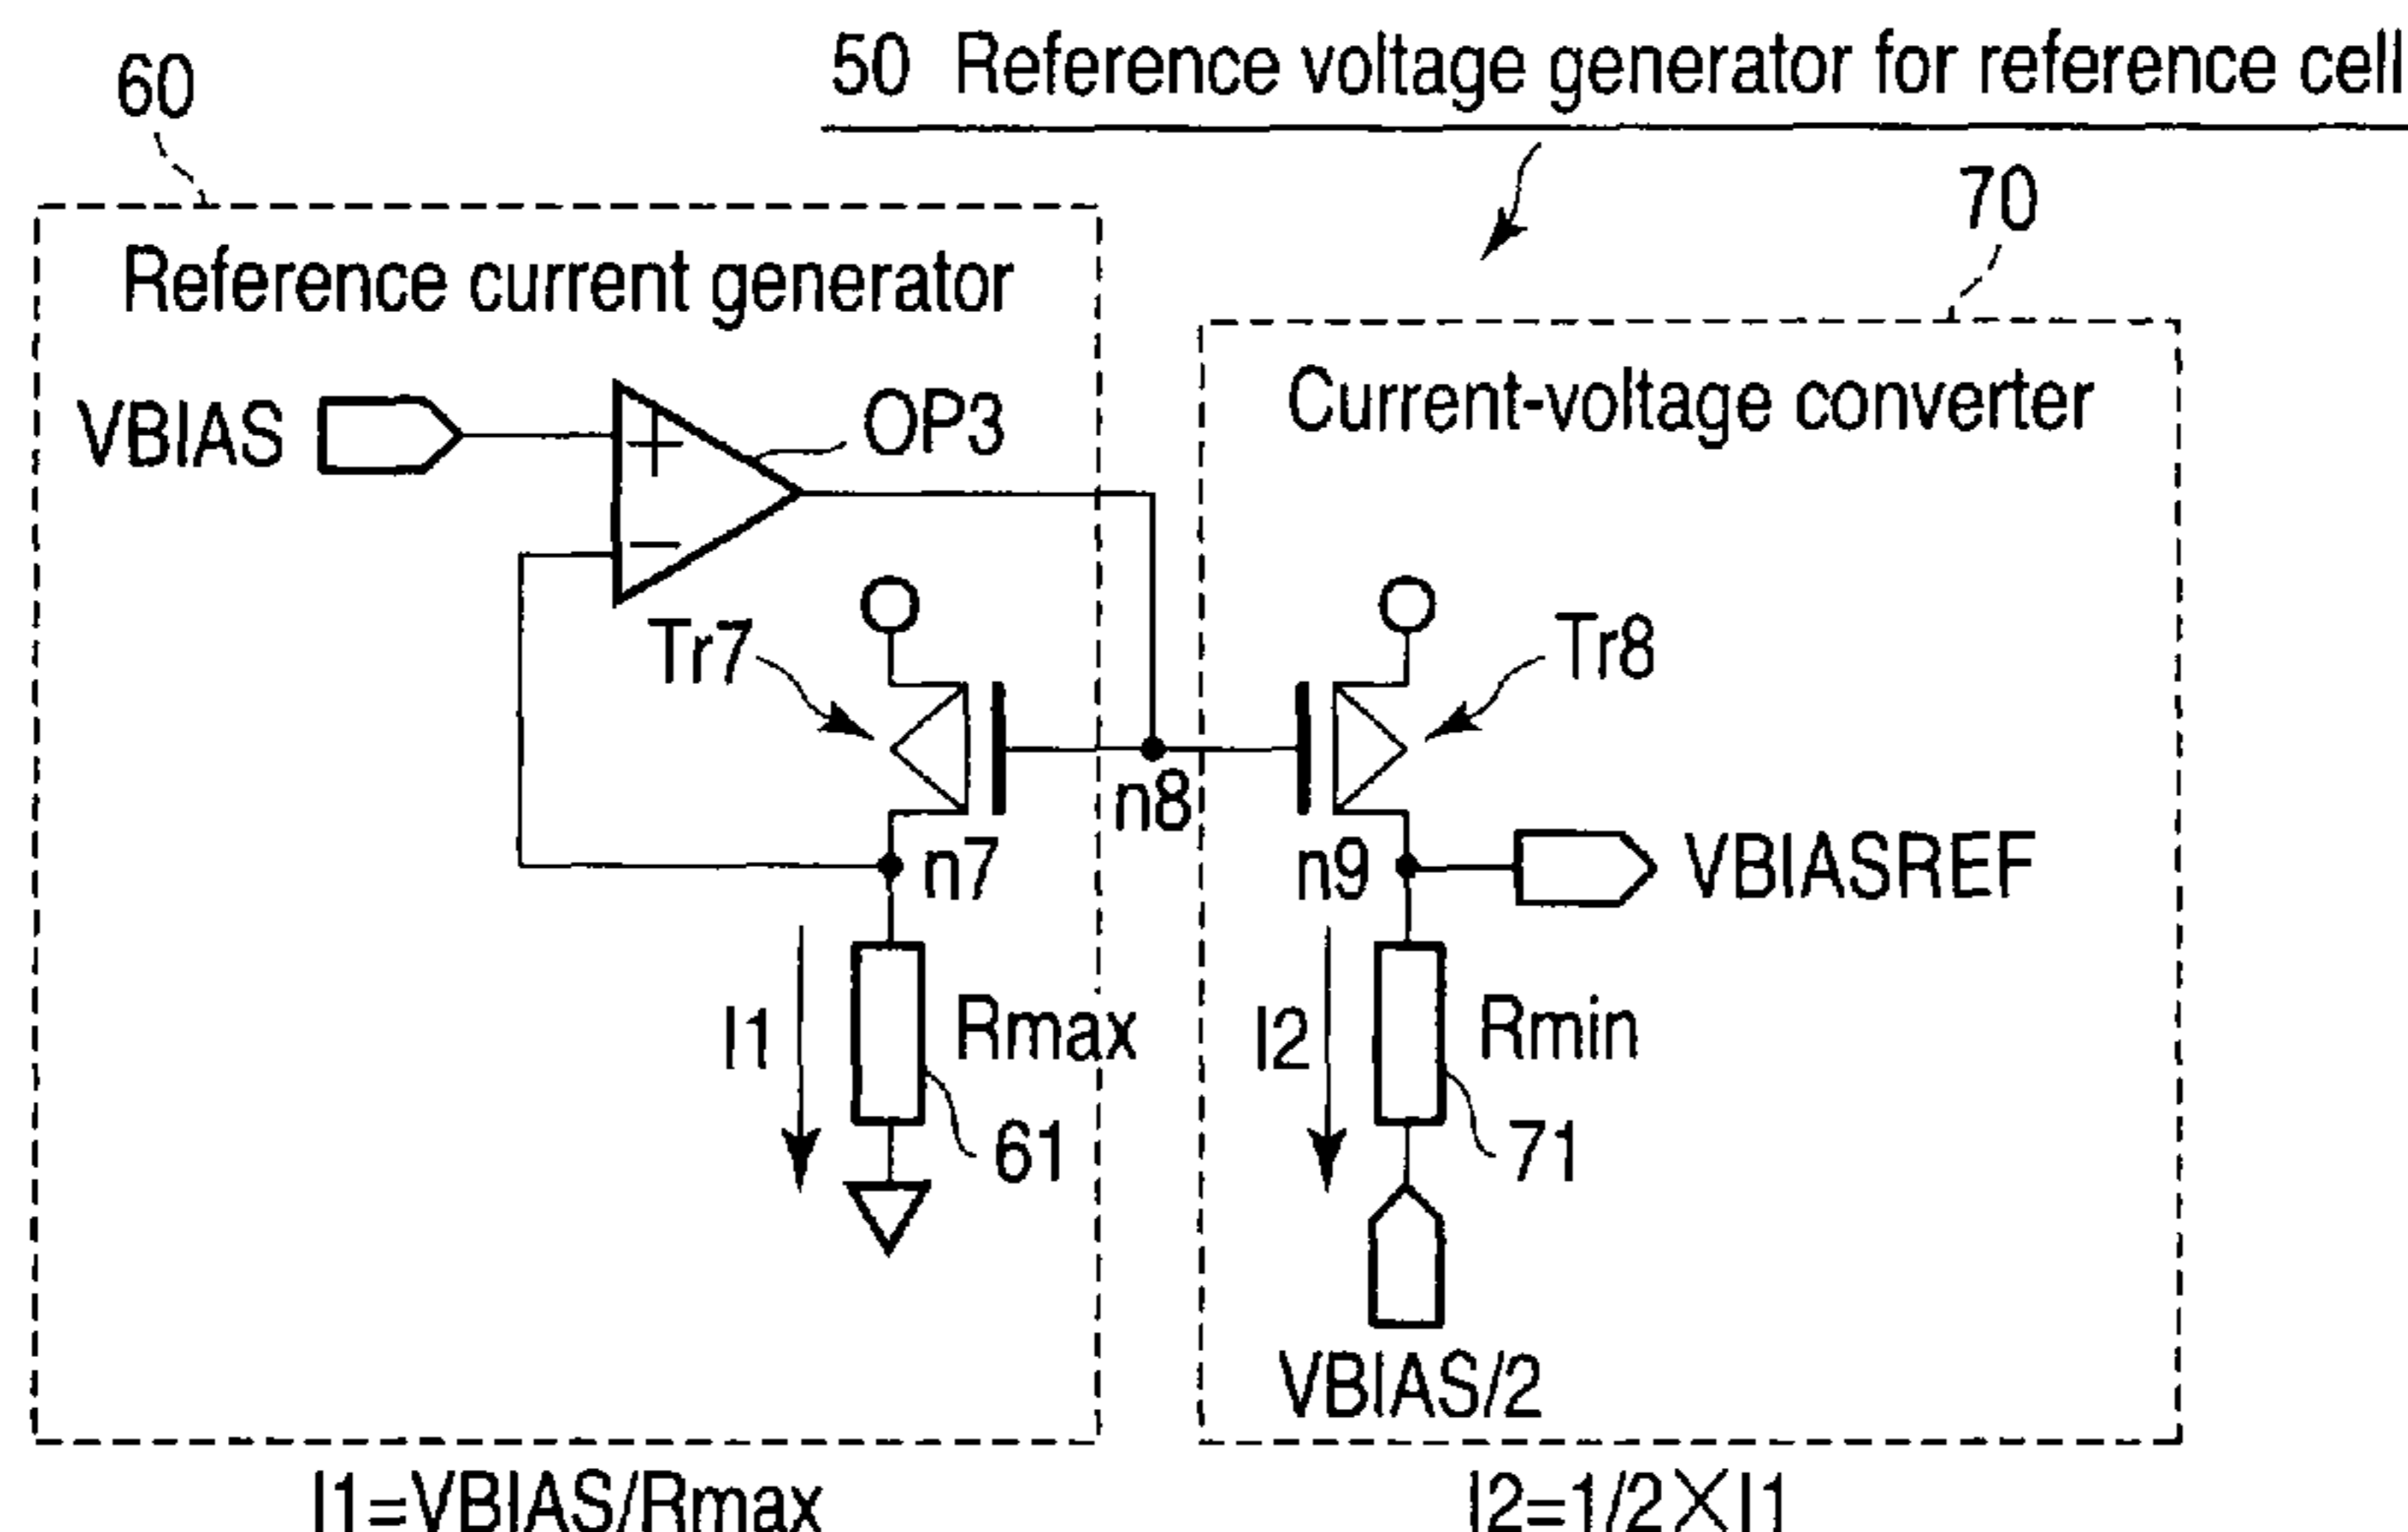 50 Reference voltage generator for reference cell
60
70
Reference current generator
Current-voltage converter
VBIAS
+
−
OP3
Tr7
Tr8
n8
n7
n9
VBIASREF
I1
Rmax
61
I2
Rmin
71
VBIAS/2
I1=VBIAS/Rmax
I2=1/2×I1